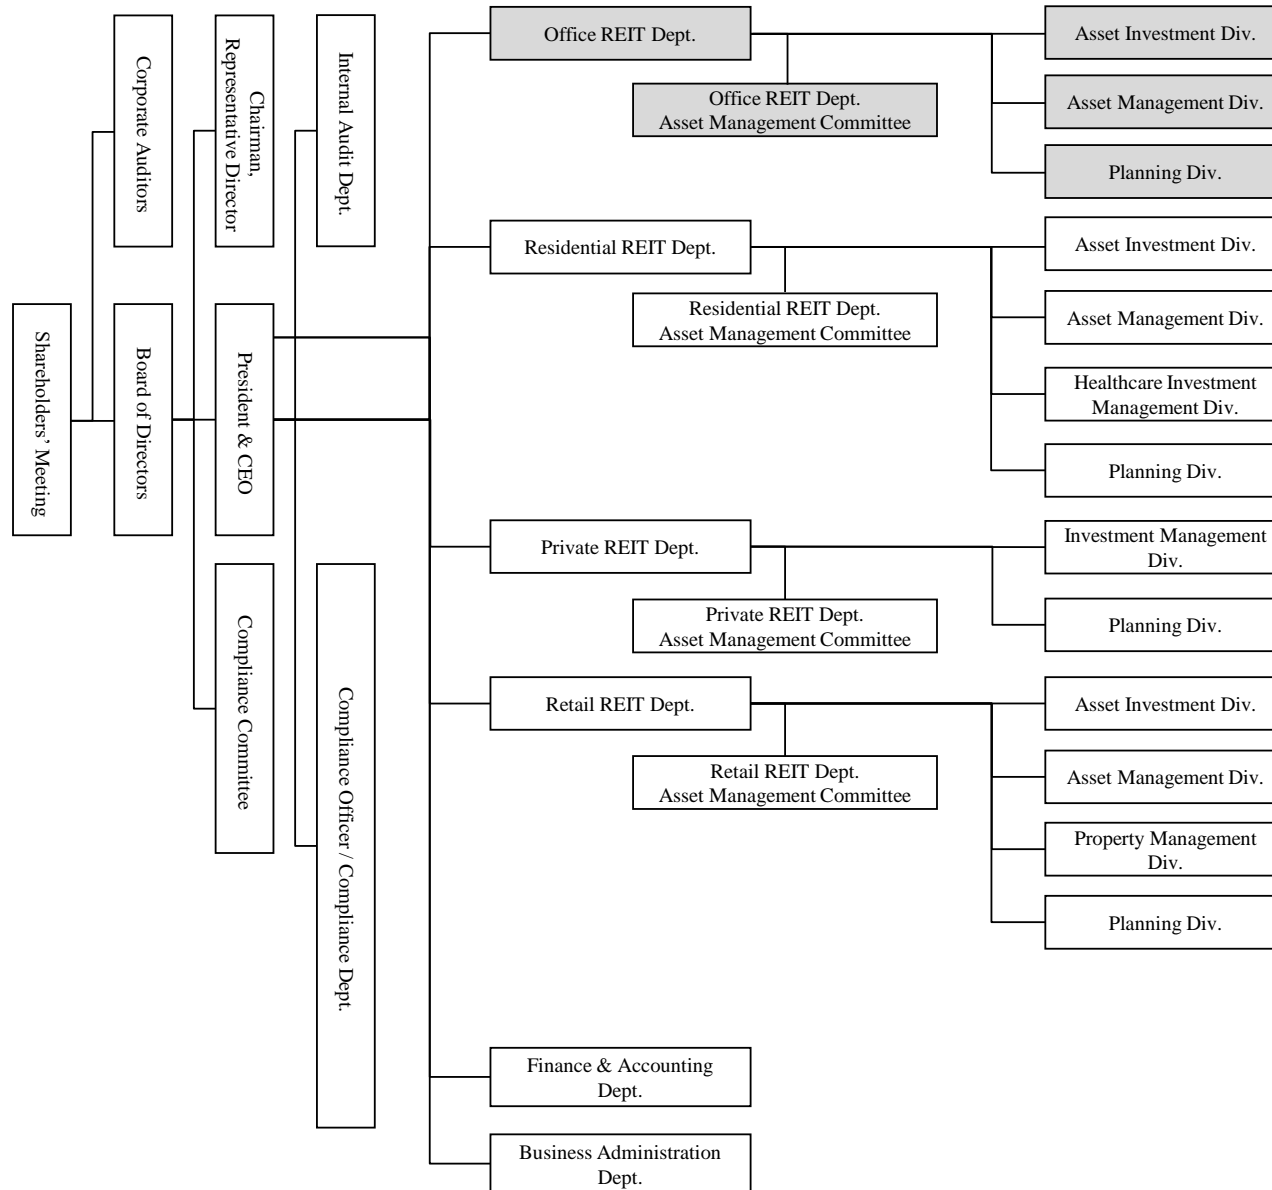 Shareholders' Meeting
Corporate Auditors
Board of Directors
Chairman,
Representative Director
President & CEO
Compliance Committee
Internal Audit Dept.
Compliance Officer / Compliance Dept.
Office REIT Dept.
Office REIT Dept.
Asset Management Committee
Asset Investment Div.
Asset Management Div.
Planning Div.
Residential REIT Dept.
Residential REIT Dept.
Asset Management Committee
Asset Investment Div.
Asset Management Div.
Healthcare Investment
Management Div.
Planning Div.
Private REIT Dept.
Private REIT Dept.
Asset Management Committee
Investment Management
Div.
Planning Div.
Retail REIT Dept.
Retail REIT Dept.
Asset Management Committee
Asset Investment Div.
Asset Management Div.
Property Management
Div.
Planning Div.
Finance & Accounting
Dept.
Business Administration
Dept.